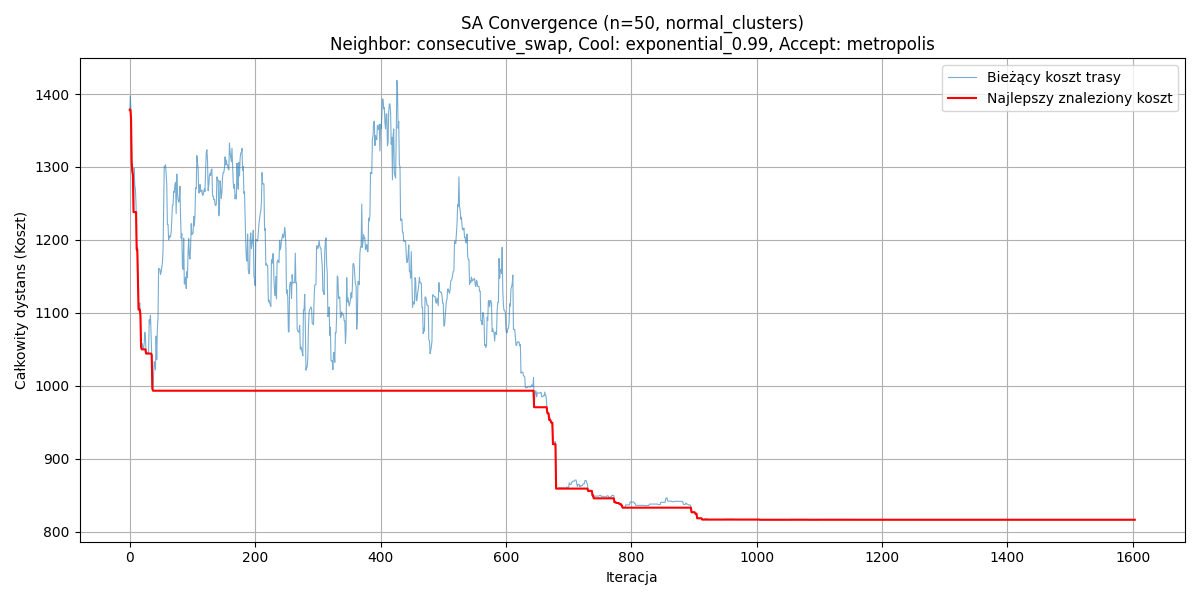 SA Convergence (n=50, normal_clusters)
Neighbor: consecutive_swap, Cool: exponential_0.99, Accept: metropolis
Bieżący koszt trasy
Najlepszy znaleziony koszt
Całkowity dystans (Koszt)
1400
1300
1200
1100
1000
900
800
0 200 400 600 800 1000 1200 1400 1600
Iteracja